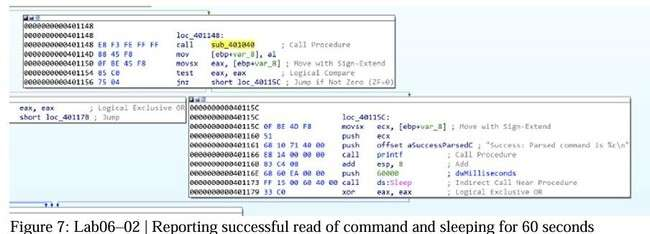 0000000000401148
0000000000401148 loc_401148:
0000000000401148 E8 F3 FE FF FF call sub_401040 ; Call Procedure
000000000040114D 88 45 F8 mov [ebp+var_8], al
0000000000401150 0F BE 45 F8 movsx eax, [ebp+var_8] ; Move with Sign-Extend
0000000000401154 85 C0 test eax, eax ; Logical Compare
0000000000401156 75 04 jnz short loc_40115C ; Jump if Not Zero (ZF=0)
eax, eax ; Logical Exclusive OR
short loc_40117B ; Jump
000000000040115C
000000000040115C loc_40115C:
000000000040115C 0F BE 4D F8 movsx ecx, [ebp+var_8] ; Move with Sign-Extend
0000000000401160 51 push ecx
0000000000401161 68 10 71 40 00 push offset aSuccessParsedC ; "Success: Parsed command is %c\n"
0000000000401166 E8 14 00 00 00 call printf ; Call Procedure
000000000040116B 83 C4 08 add esp, 8 ; Add
000000000040116E 68 60 EA 00 00 push 60000 ; dwMilliseconds
0000000000401173 FF 15 00 60 40 00 call ds:Sleep ; Indirect Call Near Procedure
0000000000401179 33 C0 xor eax, eax ; Logical Exclusive OR
Figure 7: Lab06–02 | Reporting successful read of command and sleeping for 60 seconds